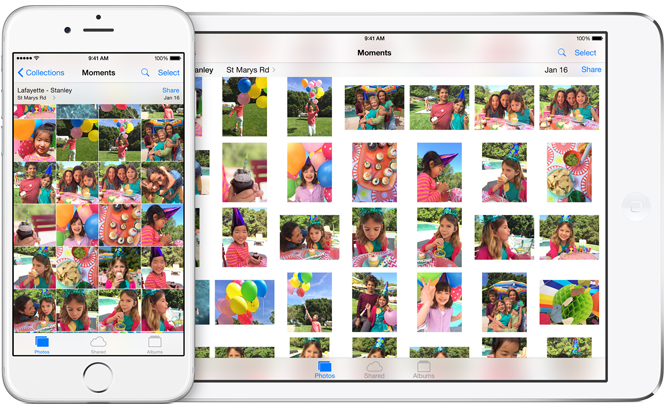 9:41 AM
100%
Collections
Moments
Select
Lafayette - Stanley
Share
St Marys Rd
Jan 16
Photos
Shared
Albums
9:41 AM
100%
Moments
Select
St Marys Rd
Jan 16
Share
Photos
Shared
Albums